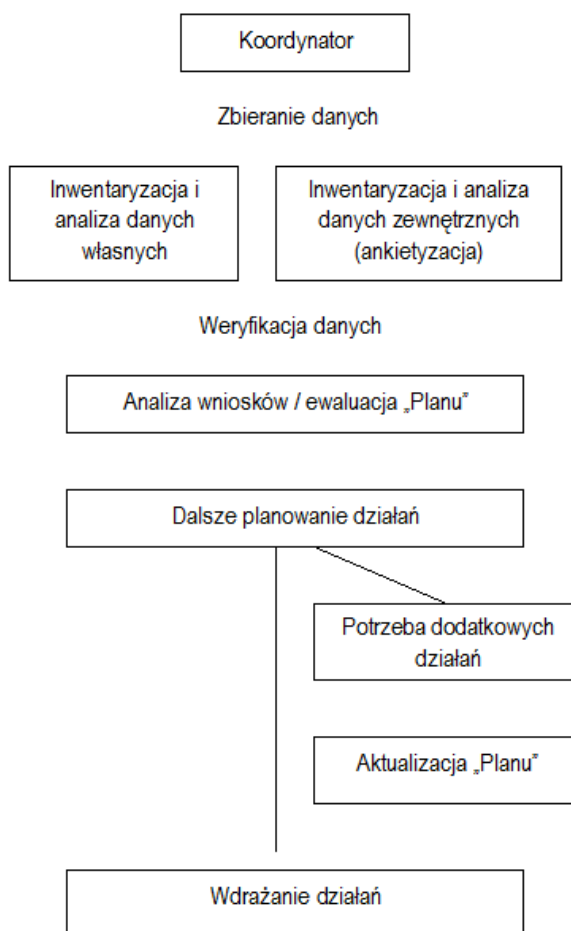 Koordynator
Zbieranie danych
Inwentaryzacja i
analiza danych
własnych
Inwentaryzacja i analiza
danych zewnętrznych
(ankietyzacja)
Weryfikacja danych
Analiza wniosków / ewaluacja „Planu”
Dalsze planowanie działań
Potrzeba dodatkowych
działań
Aktualizacja „Planu”
Wdrażanie działań